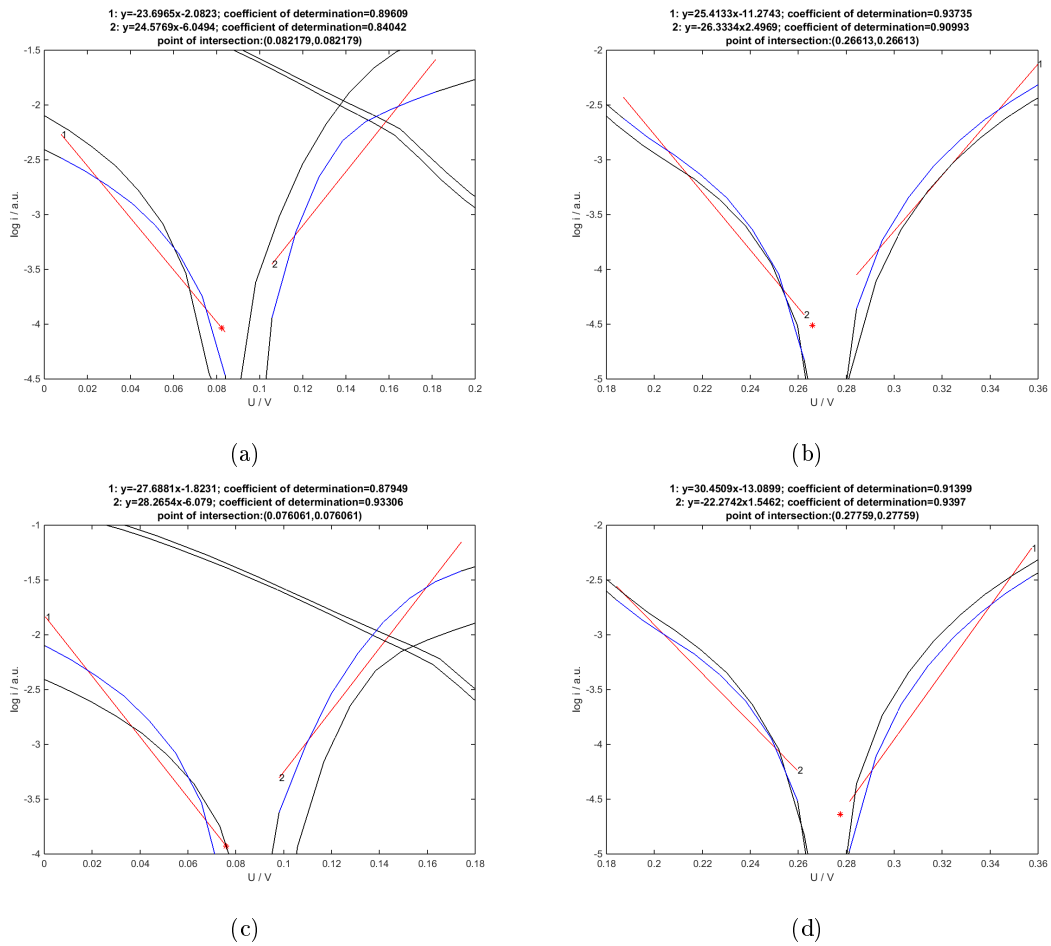 1: y=-23.6965x-2.0823; coefficient of determination=0.89609
2: y=24.5769x-6.0494; coefficient of determination=0.84042
point of intersection:(0.082179,0.082179)
-1.5
-2
-2.5
-3
-3.5
-4
-4.5
log i / a.u.
1
2
0 0.02 0.04 0.06 0.08 0.1 0.12 0.14 0.16 0.18 0.2
U / V
(a)
1: y=25.4133x-11.2743; coefficient of determination=0.93735
2: y=-26.3334x2.4969; coefficient of determination=0.90993
point of intersection:(0.26613,0.26613)
-2
-2.5
-3
-3.5
-4
-4.5
-5
log i / a.u.
1
2
0.18 0.2 0.22 0.24 0.26 0.28 0.3 0.32 0.34 0.36
U / V
(b)
1: y=-27.6881x-1.8231; coefficient of determination=0.87949
2: y=28.2654x-6.079; coefficient of determination=0.93306
point of intersection:(0.076061,0.076061)
-1
-1.5
-2
-2.5
-3
-3.5
-4
log i / a.u.
1
2
0 0.02 0.04 0.06 0.08 0.1 0.12 0.14 0.16 0.18
U / V
(c)
1: y=30.4509x-13.0899; coefficient of determination=0.91399
2: y=-22.2742x1.5462; coefficient of determination=0.9397
point of intersection:(0.27759,0.27759)
-2
-2.5
-3
-3.5
-4
-4.5
-5
log i / a.u.
1
2
0.18 0.2 0.22 0.24 0.26 0.28 0.3 0.32 0.34 0.36
U / V
(d)